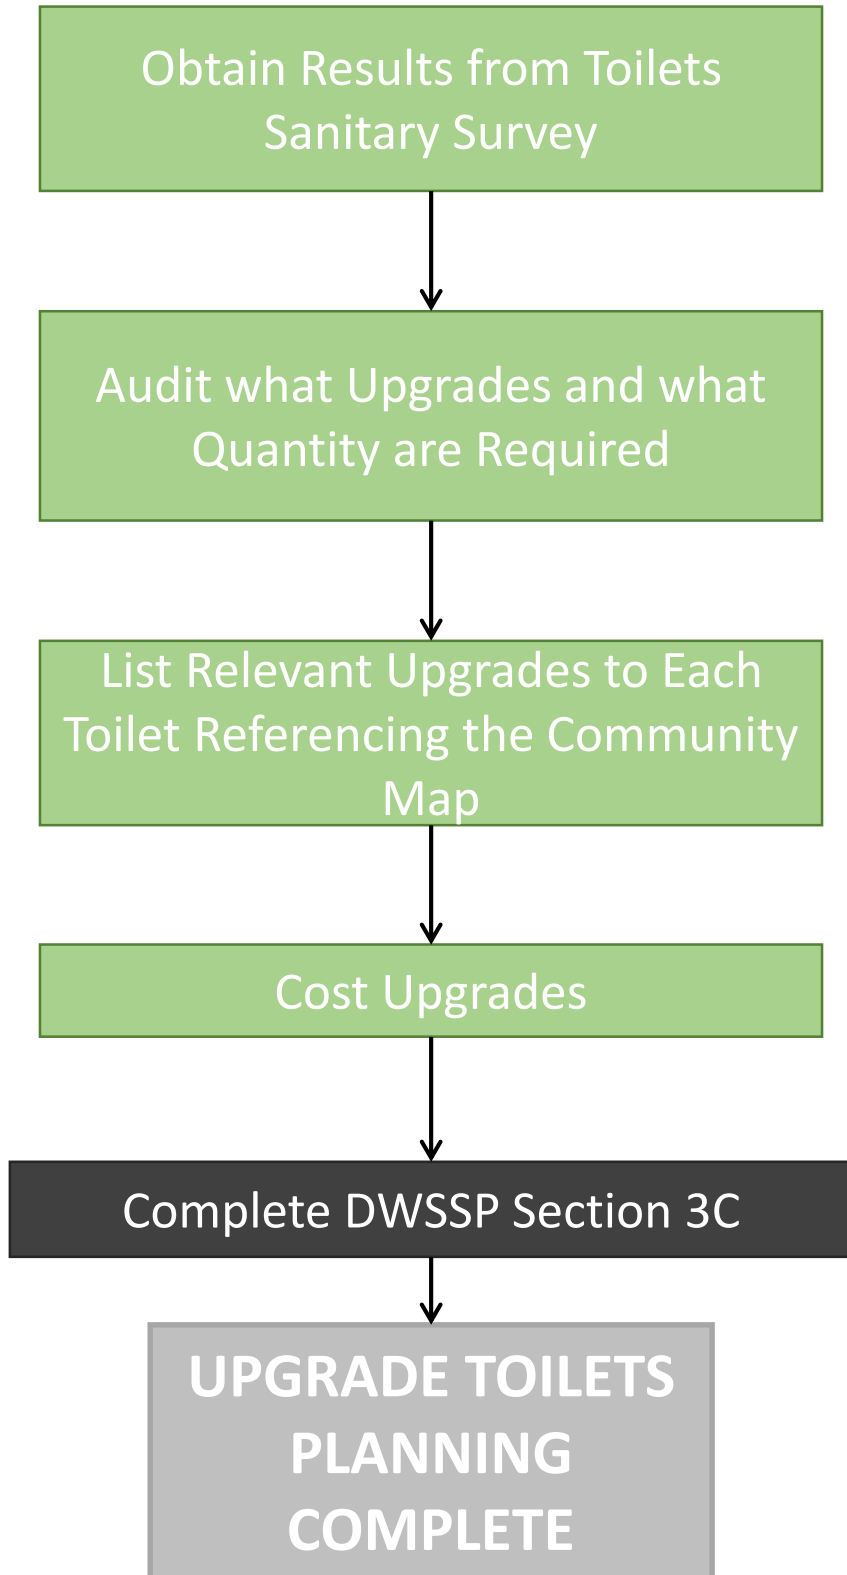 Obtain Results from Toilets
Sanitary Survey
Audit what Upgrades and what
Quantity are Required
List Relevant Upgrades to Each
Toilet Referencing the Community
Map
Cost Upgrades
Complete DWSSP Section 3C
UPGRADE TOILETS
PLANNING
COMPLETE